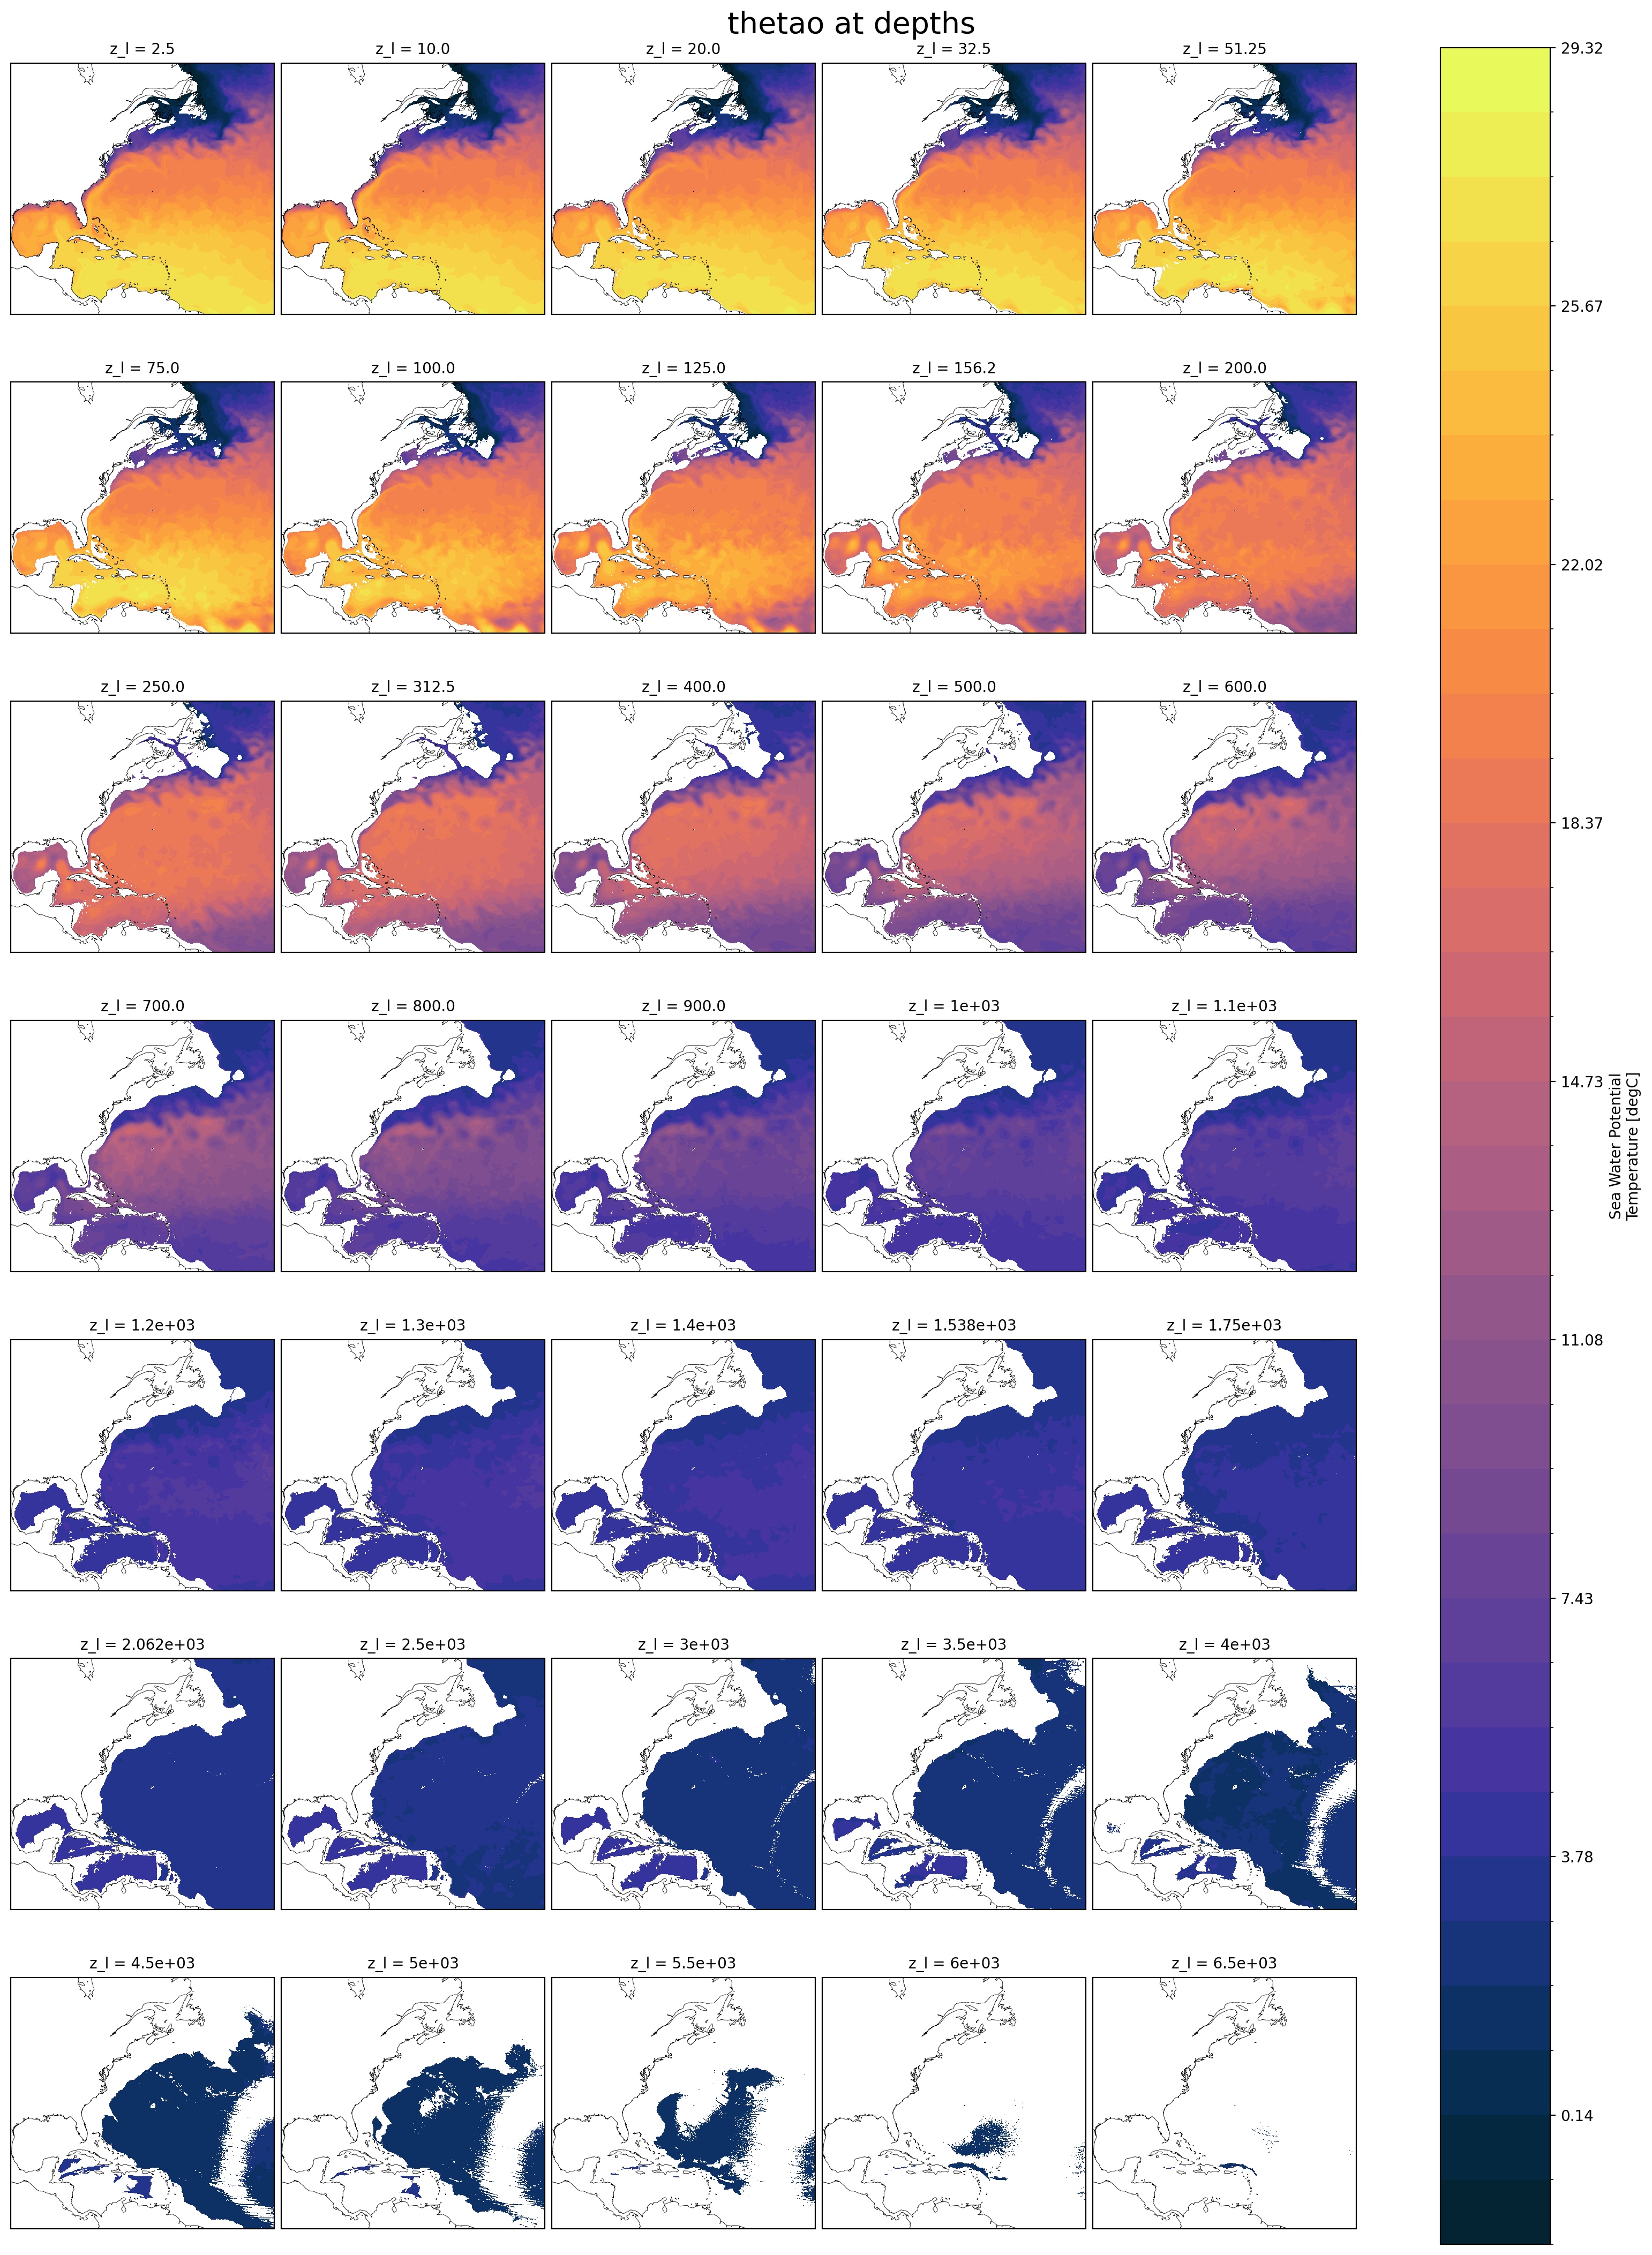 thetao at depths
z_l = 2.5
z_l = 10.0
z_l = 20.0
z_l = 32.5
z_l = 51.25
z_l = 75.0
z_l = 100.0
z_l = 125.0
z_l = 156.2
z_l = 200.0
z_l = 250.0
z_l = 312.5
z_l = 400.0
z_l = 500.0
z_l = 600.0
z_l = 700.0
z_l = 800.0
z_l = 900.0
z_l = 1e+03
z_l = 1.1e+03
z_l = 1.2e+03
z_l = 1.3e+03
z_l = 1.4e+03
z_l = 1.538e+03
z_l = 1.75e+03
z_l = 2.062e+03
z_l = 2.5e+03
z_l = 3e+03
z_l = 3.5e+03
z_l = 4e+03
z_l = 4.5e+03
z_l = 5e+03
z_l = 5.5e+03
z_l = 6e+03
z_l = 6.5e+03
29.32
25.67
22.02
18.37
14.73
11.08
7.43
3.78
0.14
Sea Water Potential
Temperature [degC]